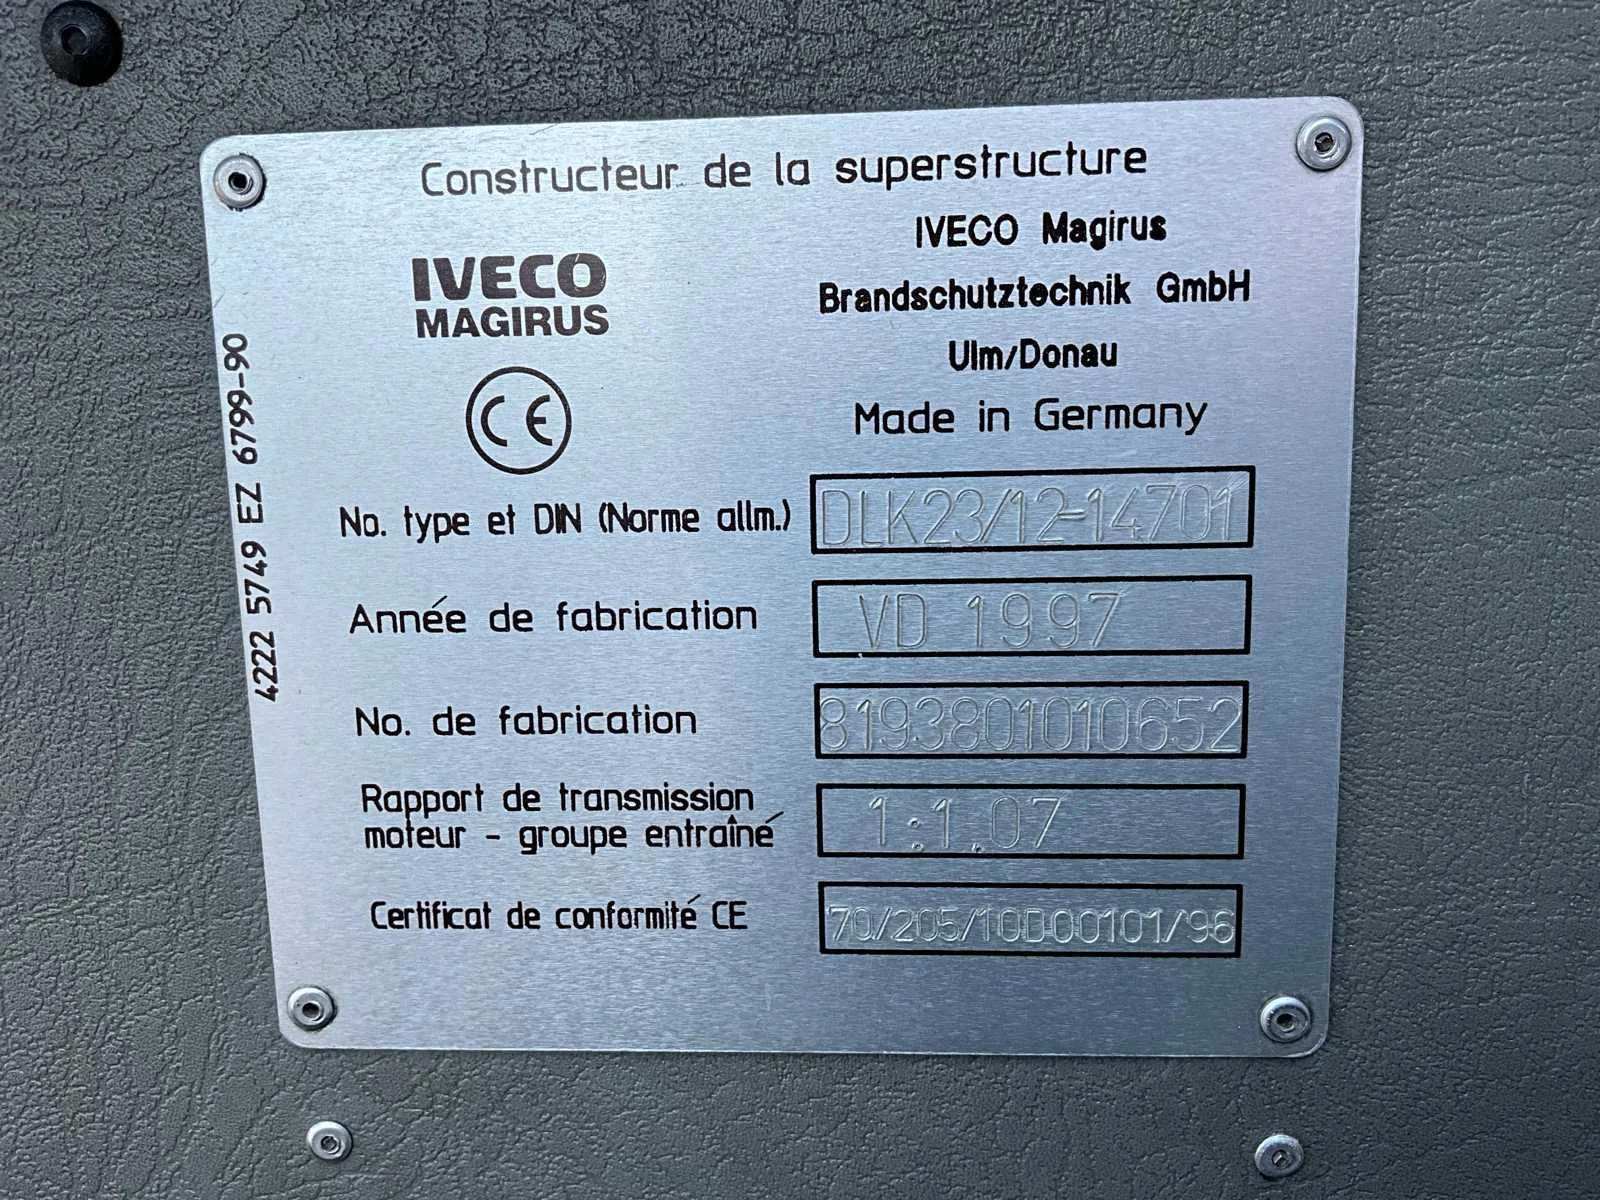 Constructeur de la superstructure
IVECO
MAGIRUS
CE
IVECO Magirus
Brandschutztechnik GmbH
Ulm/Donau
Made in Germany
4222 5749 EZ 6799-90
No. type et DIN (Norme allm.) DLK23/12-14701
Année de fabrication VD 1997
No. de fabrication 8193801010652
Rapport de transmission
moteur - groupe entraîné 1:1,07
Certificat de conformité CE 70/205/10D00101/96